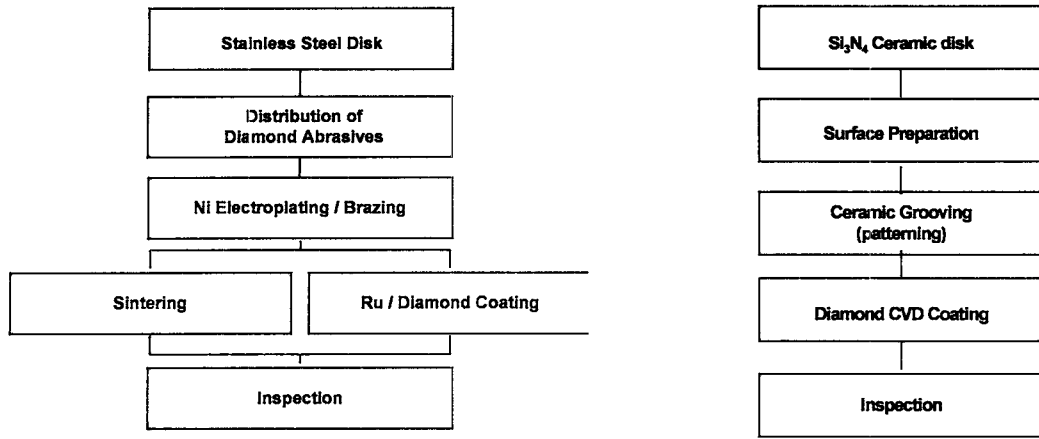 Stainless Steel Disk
Distribution of
Diamond Abrasives
Ni Electroplating / Brazing
Sintering
Ru / Diamond Coating
Inspection
Si₃N₄ Ceramic disk
Surface Preparation
Ceramic Grooving
(patterning)
Diamond CVD Coating
Inspection